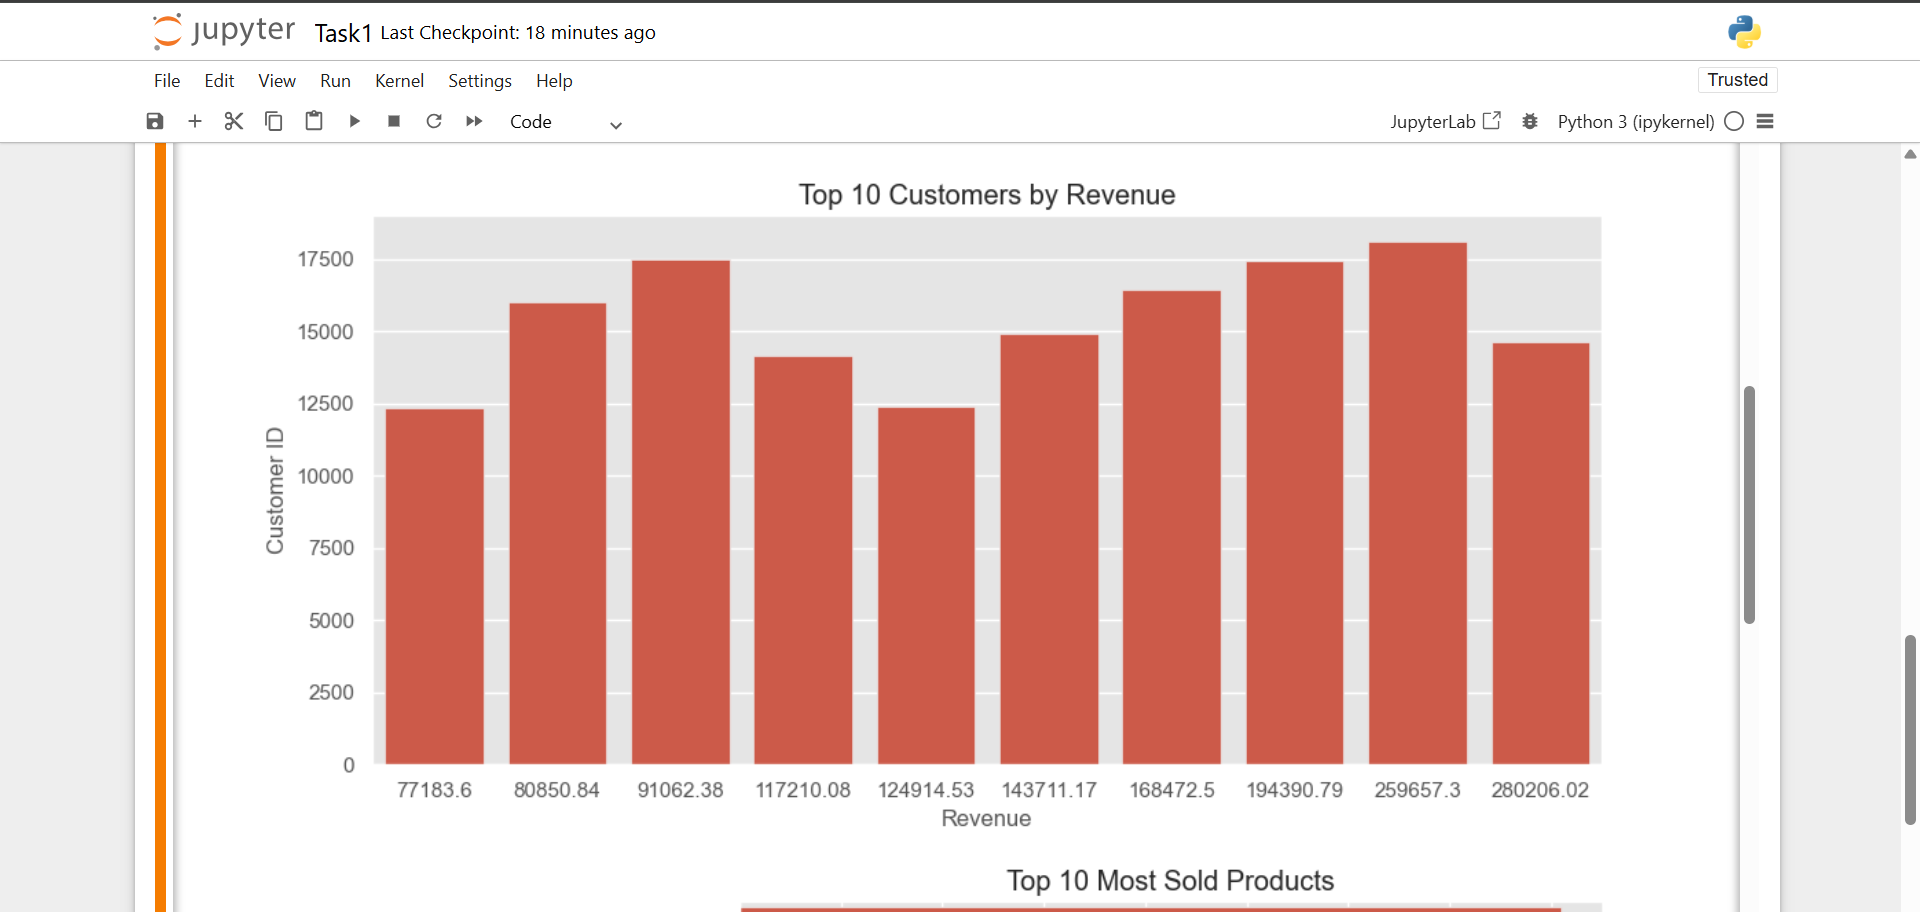 jupyter Task1 Last Checkpoint: 18 minutes ago
File Edit View Run Kernel Settings Help Trusted
Code JupyterLab Python 3 (ipykernel)
Top 10 Customers by Revenue
17500
15000
12500
10000
7500
5000
2500
0
Customer ID
77183.6 80850.84 91062.38 117210.08 124914.53 143711.17 168472.5 194390.79 259657.3 280206.02
Revenue
Top 10 Most Sold Products